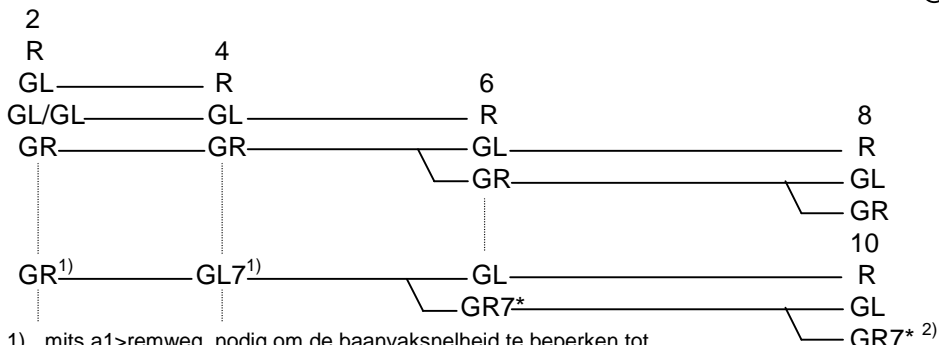 2
R 4
GL R 6
GL/GL GL R 8
GR GR GL R
GR GL
GR
10
GR1) GL71) GL R
GR7* GL
GR7* 2)
1) mits a1>remweg, nodig om de baanvaksnelheid te beperken tot